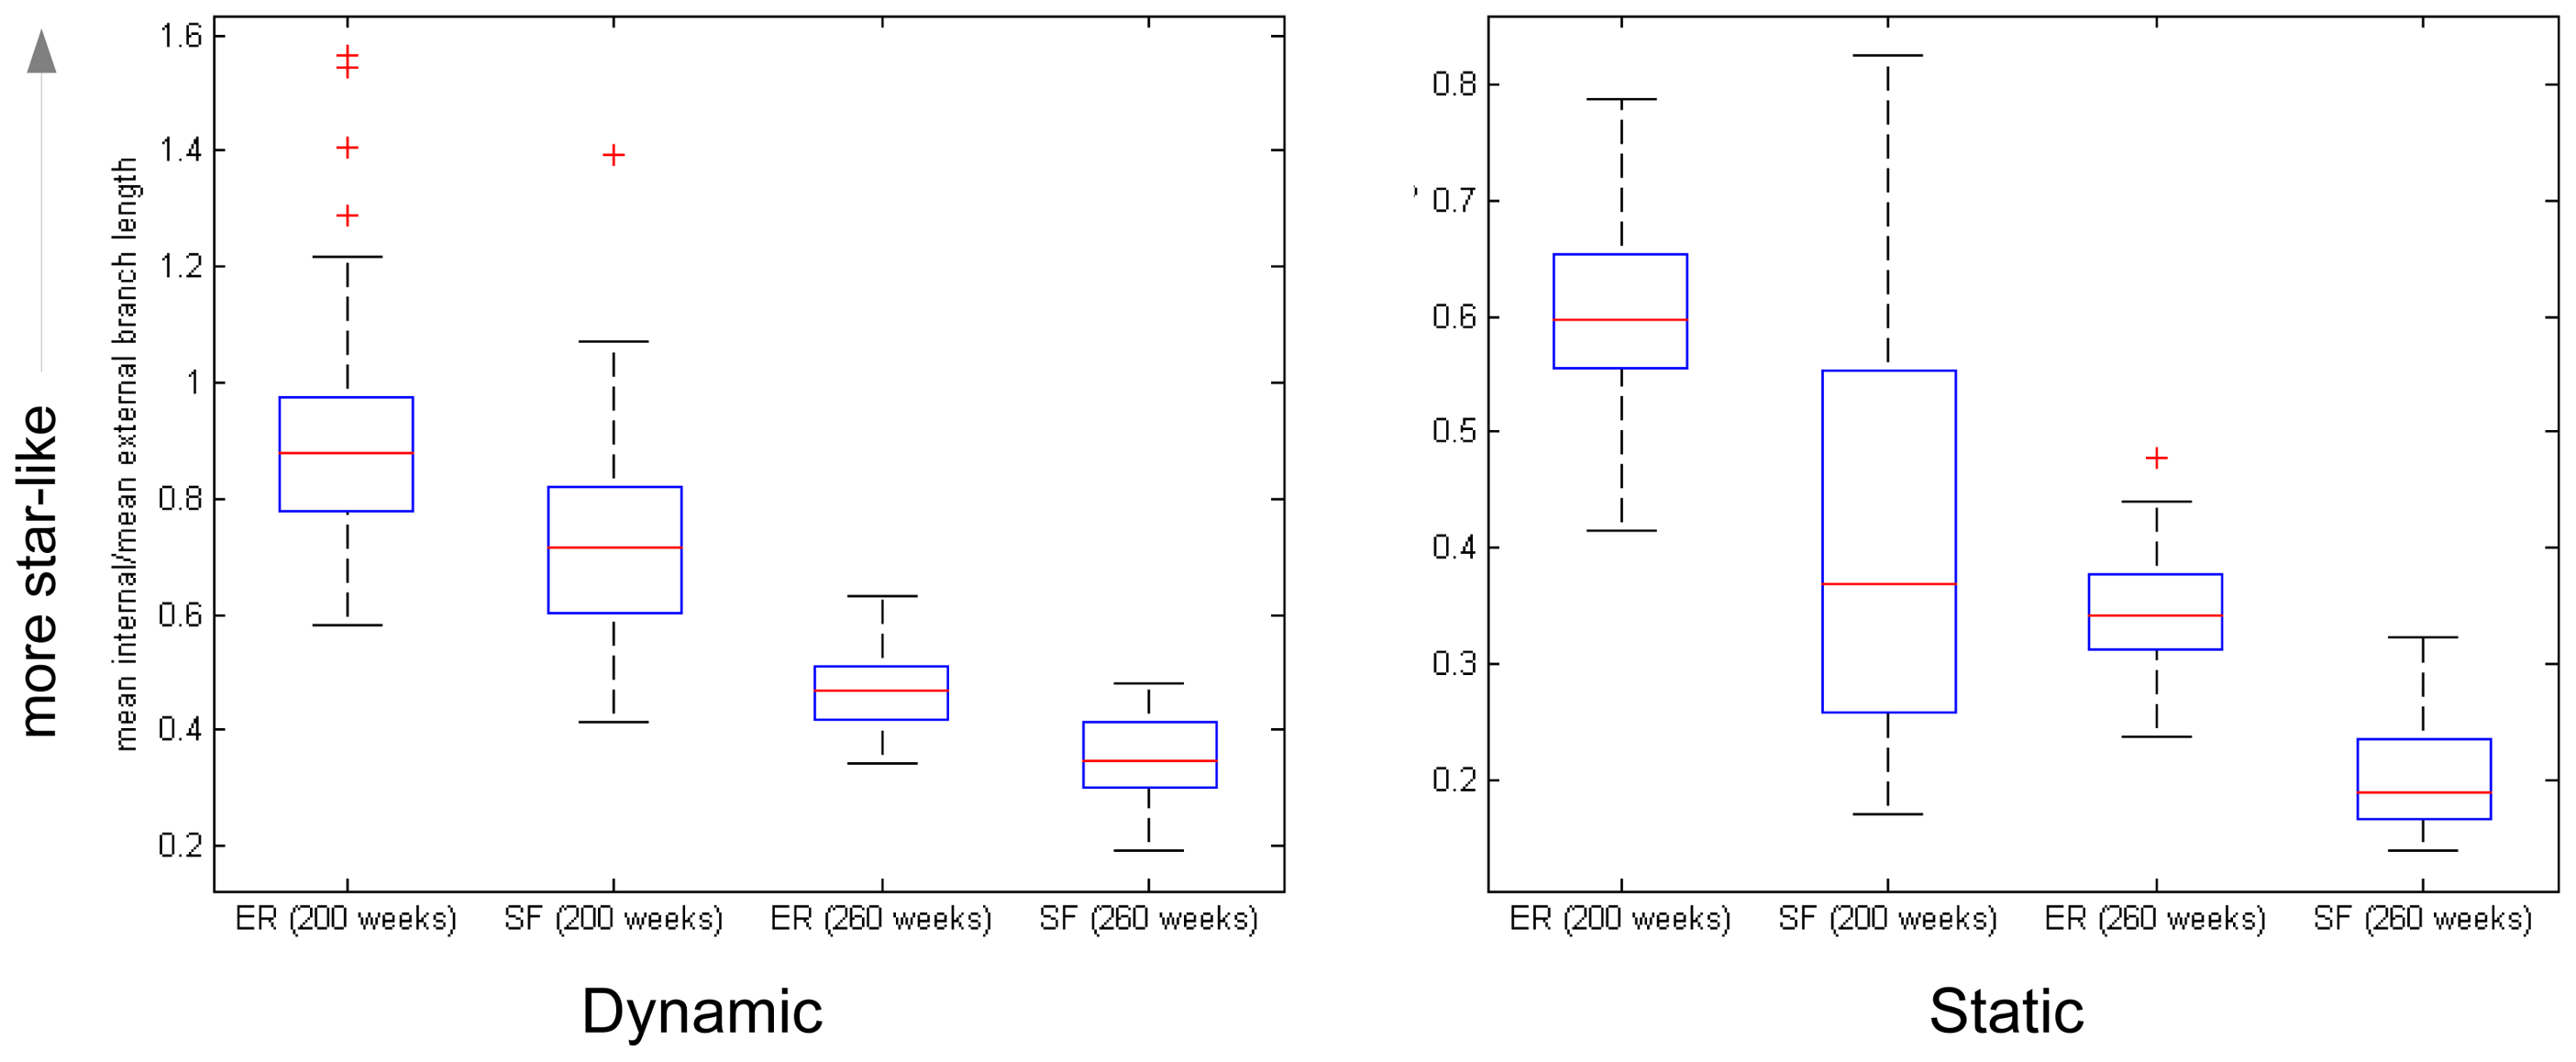 more star-like
mean internal/mean external branch length
1.6
1.4
1.2
1
0.8
0.6
0.4
0.2
ER (200 weeks) SF (200 weeks) ER (260 weeks) SF (260 weeks)
Dynamic
0.8
0.7
0.6
0.5
0.4
0.3
0.2
ER (200 weeks) SF (200 weeks) ER (260 weeks) SF (260 weeks)
Static